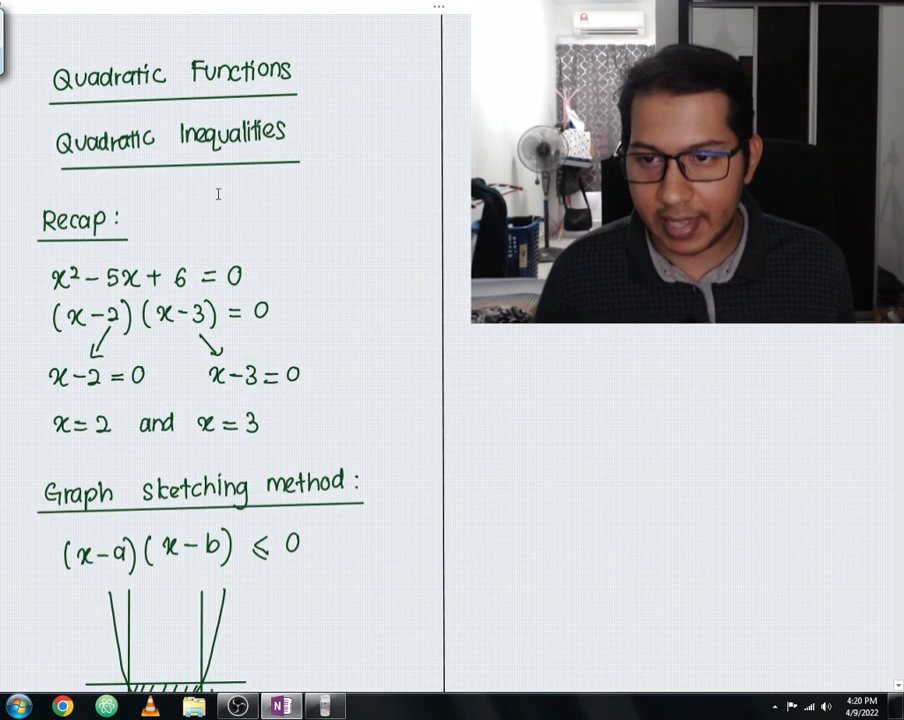 Quadratic Functions
Quadratic Inequalities
Recap :
x² - 5x + 6 = 0
(x-2)(x-3) = 0
x-2 = 0 x-3 = 0
x = 2 and x = 3
Graph sketching method :
(x-a)(x-b) ⩽ 0
4:20 PM
4/9/2022